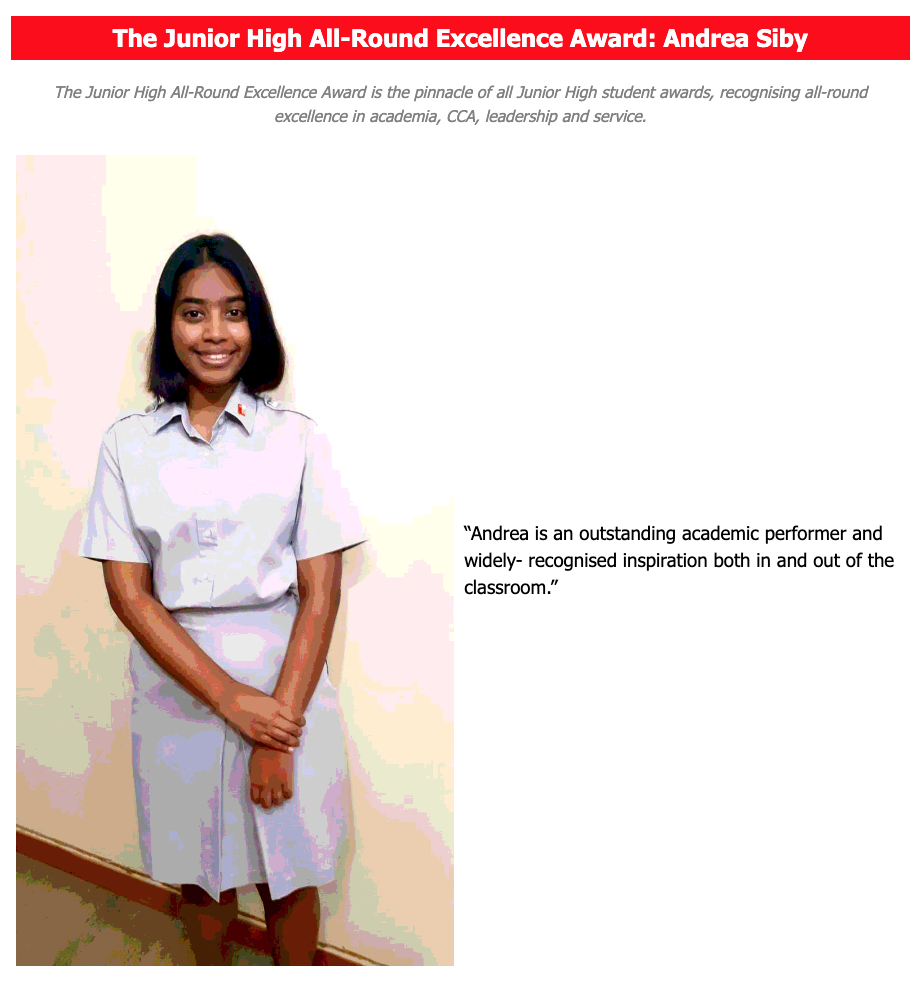 The Junior High All-Round Excellence Award: Andrea Siby
The Junior High All-Round Excellence Award is the pinnacle of all Junior High student awards, recognising all-round
excellence in academia, CCA, leadership and service.
“Andrea is an outstanding academic performer and
widely- recognised inspiration both in and out of the
classroom.”